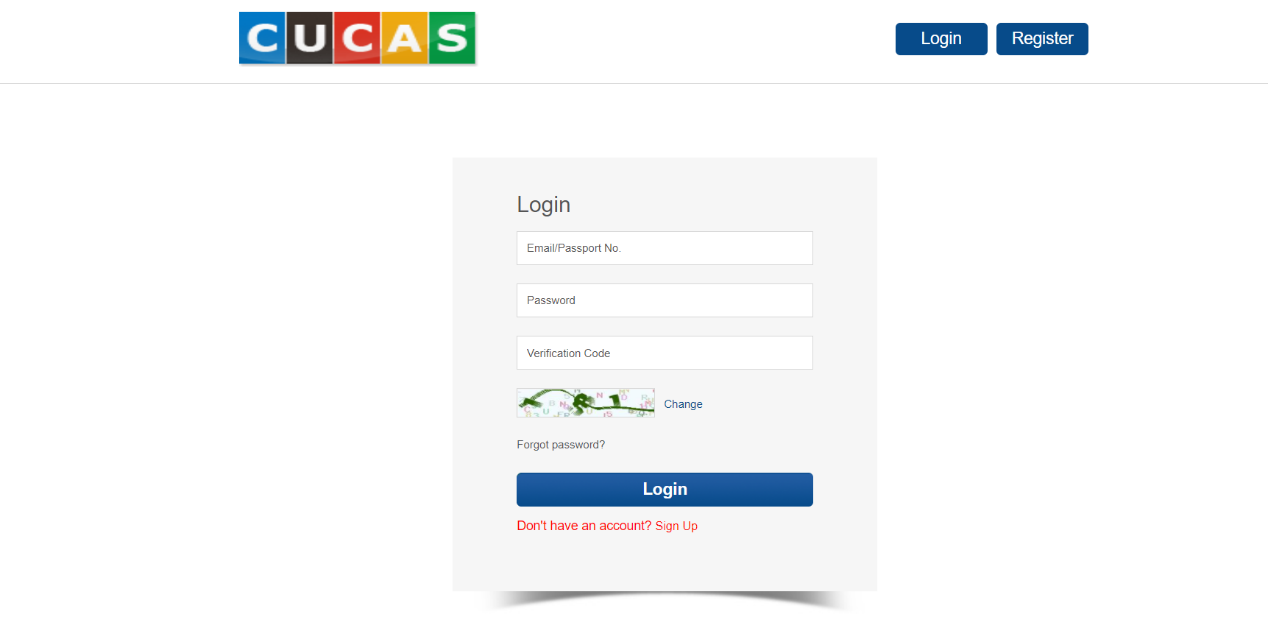 CUCAS
Login Register
Login
Email/Passport No.
Password
Verification Code
Change
Forgot password?
Login
Don't have an account? Sign Up